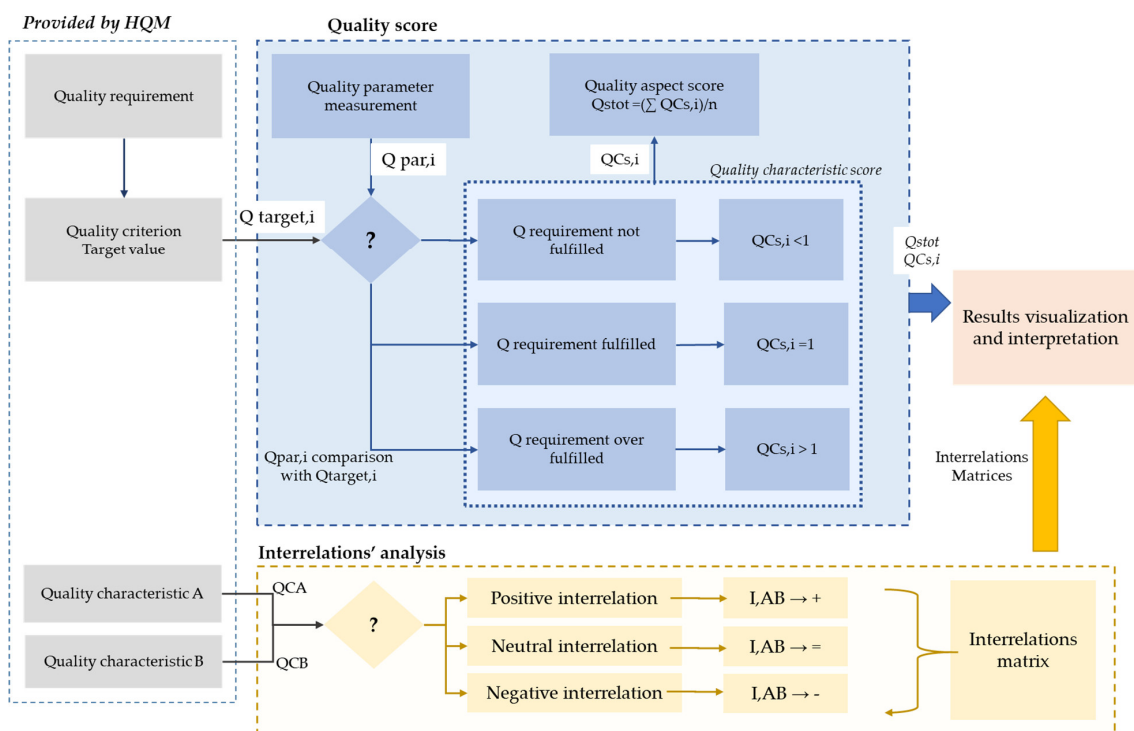 Provided by HQM
Quality score
Quality requirement
Quality parameter
measurement
Quality aspect score
Qstot =(∑ QCs,i)/n
Q par,i
QCs,i
Quality characteristic score
Quality criterion
Target value
Q target,i
?
Q requirement not
fulfilled
QCs,i <1
Qstot
QCs,i
Q requirement fulfilled
QCs,i =1
Results visualization
and interpretation
Q requirement over
fulfilled
QCs,i > 1
Qpar,i comparison
with Qtarget,i
Interrelations
Matrices
Interrelations' analysis
Quality characteristic A
QCA
Quality characteristic B
QCB
?
Positive interrelation
I,AB → +
Neutral interrelation
I,AB → =
Negative interrelation
I,AB → -
Interrelations
matrix